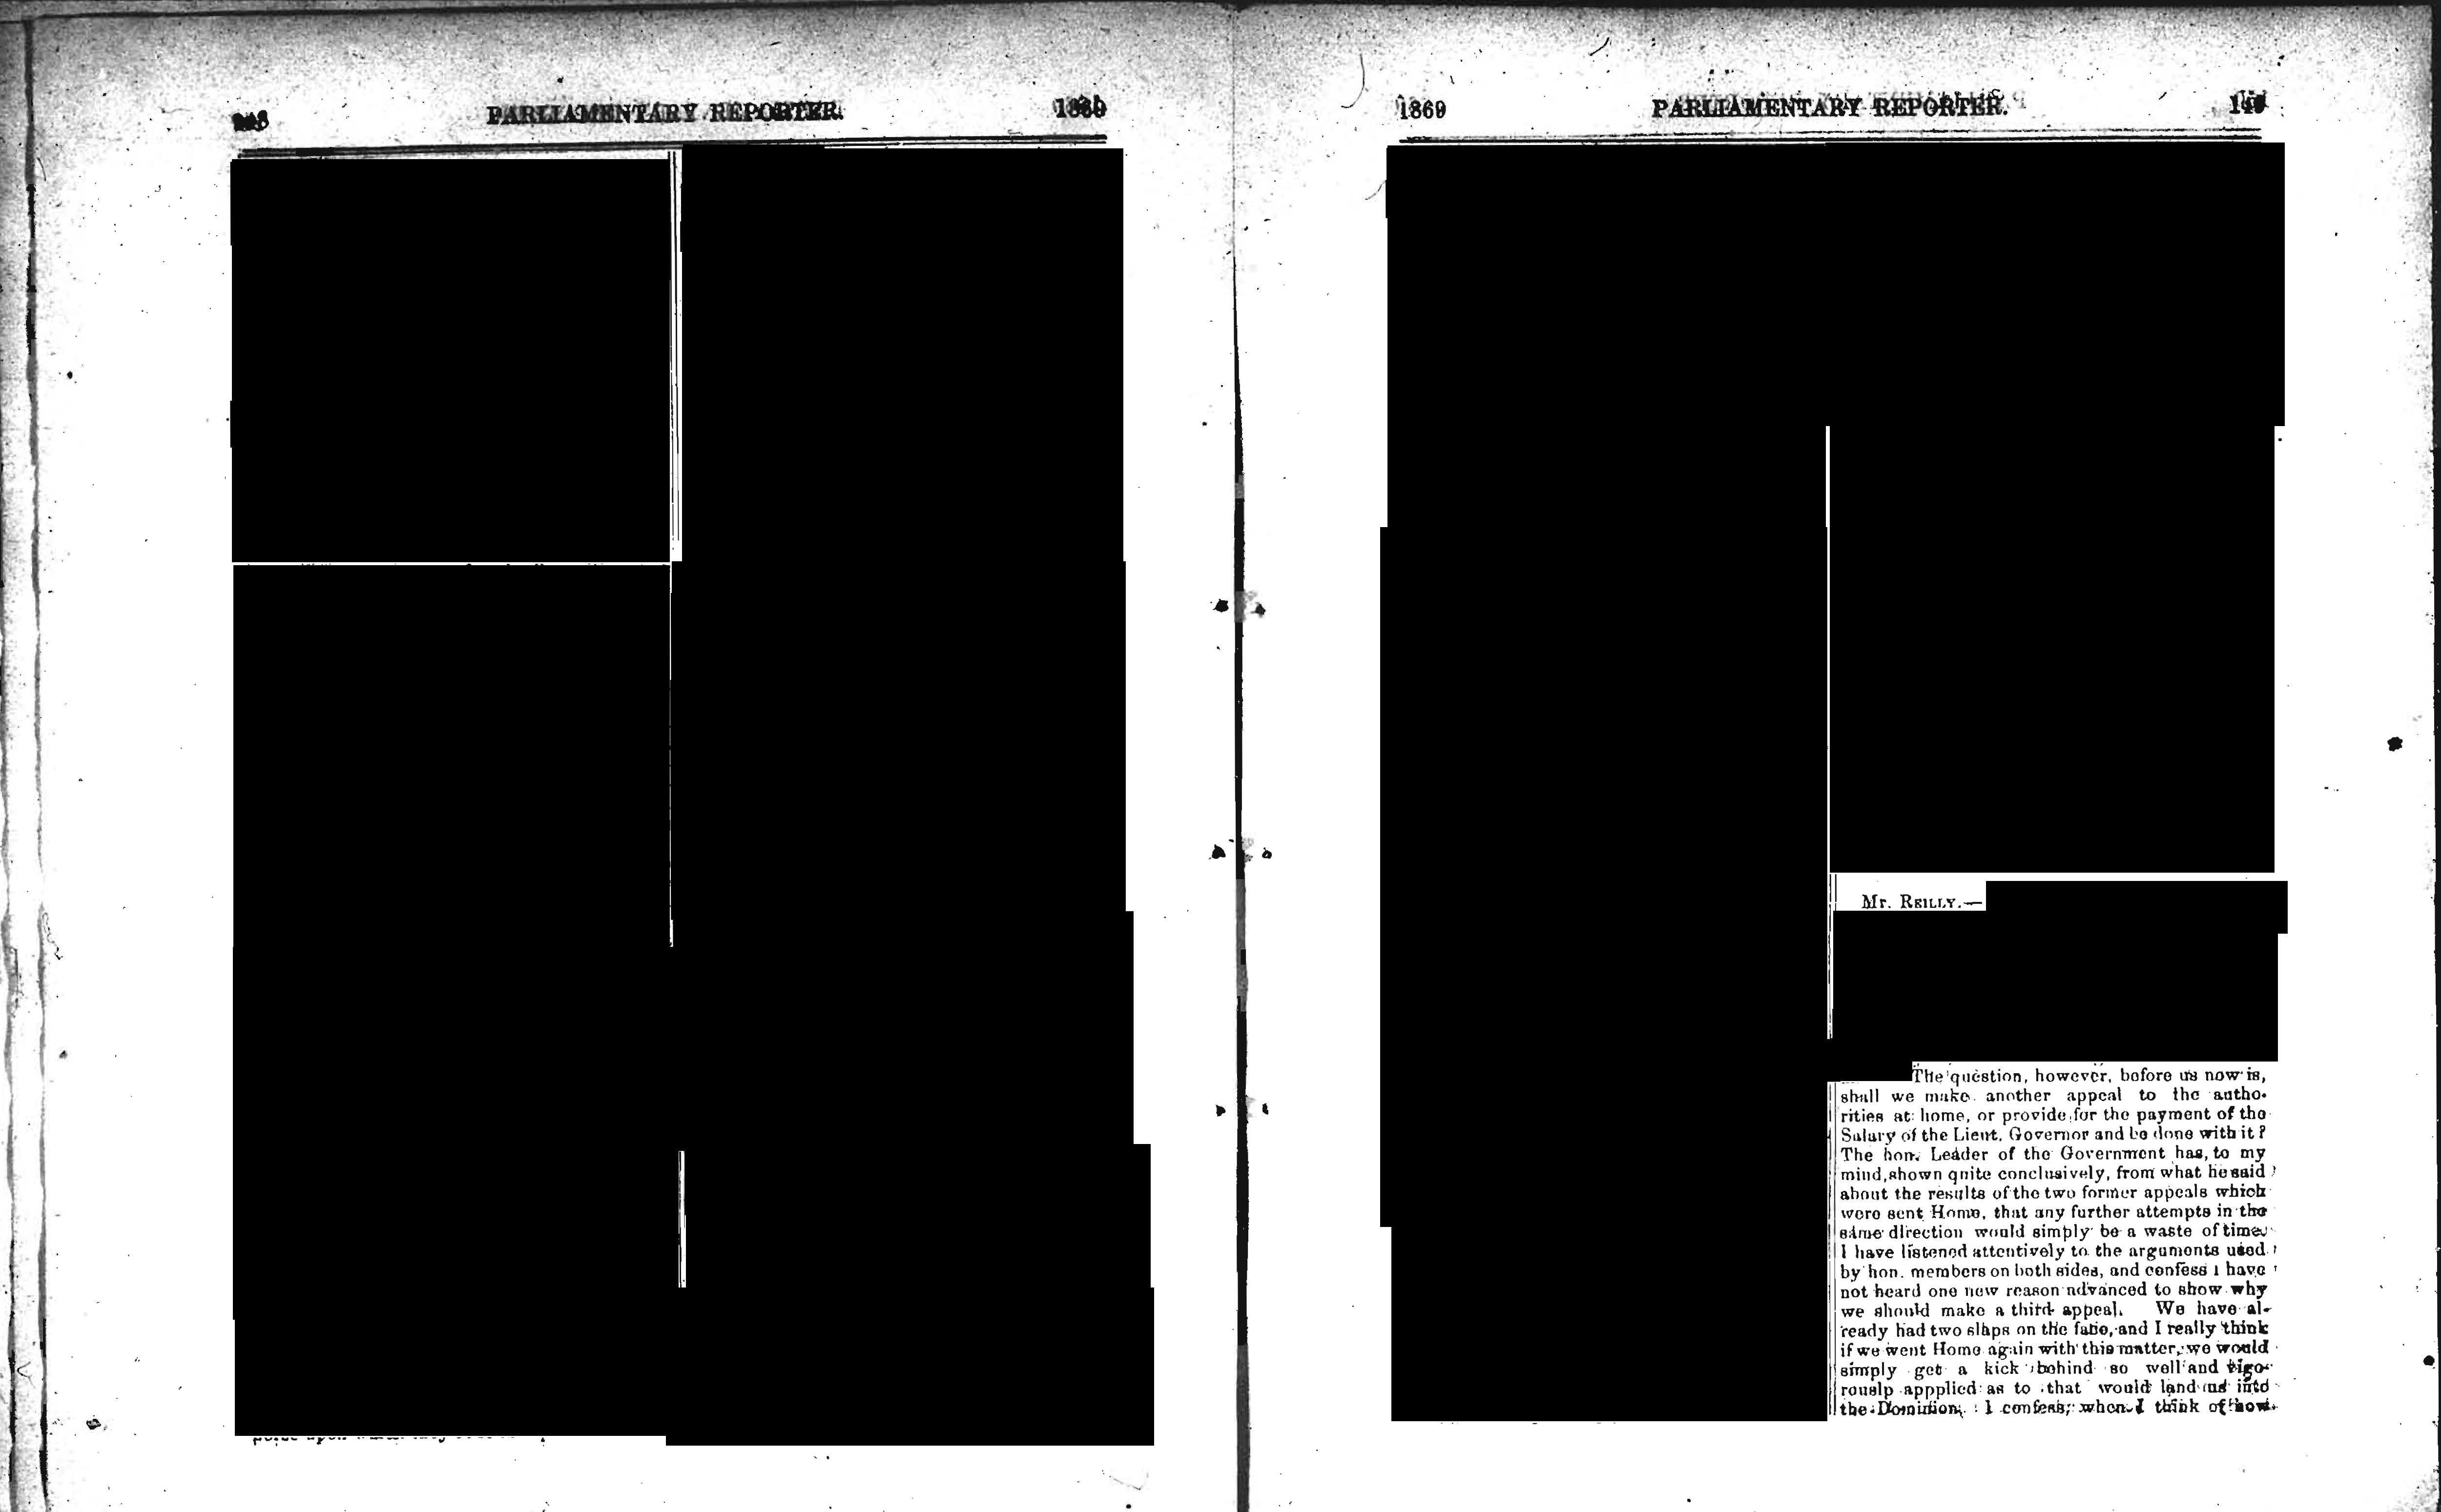 PARLIAMENTARY REPORTER.
1869
1869 PARLIAMENTARY REPORTER. 149
Mr. REILLY.—
The question, however, before us now is,
shall we make another appeal to the autho-
rities at home, or provide for the payment of the
Salary of the Lieut. Governor and be done with it?
The hon. Leader of the Government has, to my
mind, shown quite conclusively, from what he said
about the results of the two former appeals which
were sent Home, that any further attempts in the
same direction would simply be a waste of time.
I have listened attentively to the arguments used
by hon. members on both sides, and confess I have
not heard one new reason advanced to show why
we should make a third appeal. We have al-
ready had two slaps on the face, and I really think
if we went Home again with this matter, we would
simply get a kick behind so well and vigo-
rouslp appplied as to that would land us into
the Dominion. I confess, when I think of how